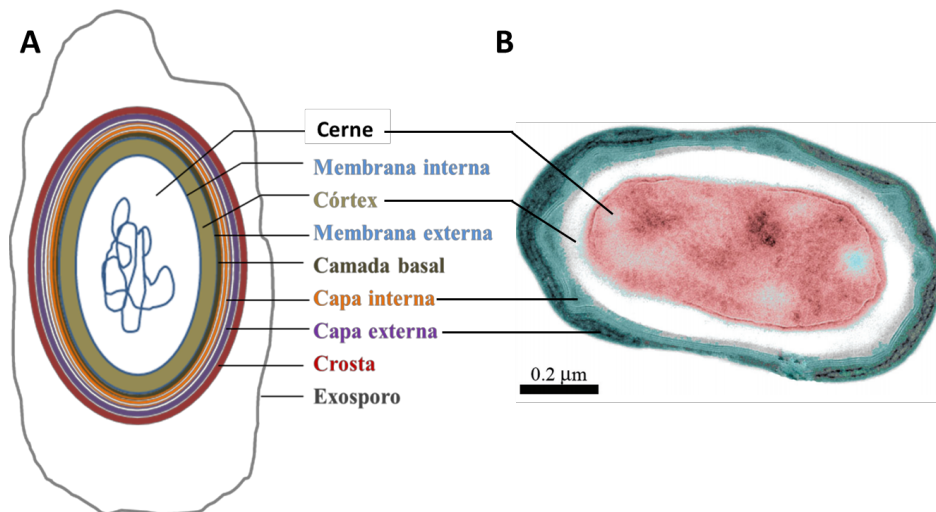 A
B
Cerne
Membrana interna
Córtex
Membrana externa
Camada basal
Capa interna
Capa externa
Crosta
Exosporo
0.2 μm